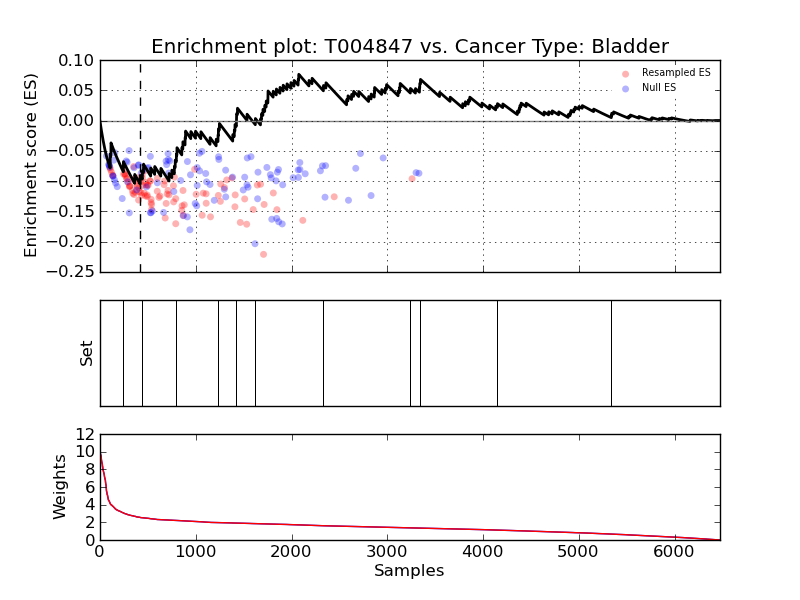 Enrichment plot: T004847 vs. Cancer Type: Bladder
Enrichment score (ES)
0.10
0.05
0.00
−0.05
−0.10
−0.15
−0.20
−0.25
Resampled ES
Null ES
Set
Weights
12
10
8
6
4
2
0
0 1000 2000 3000 4000 5000 6000
Samples